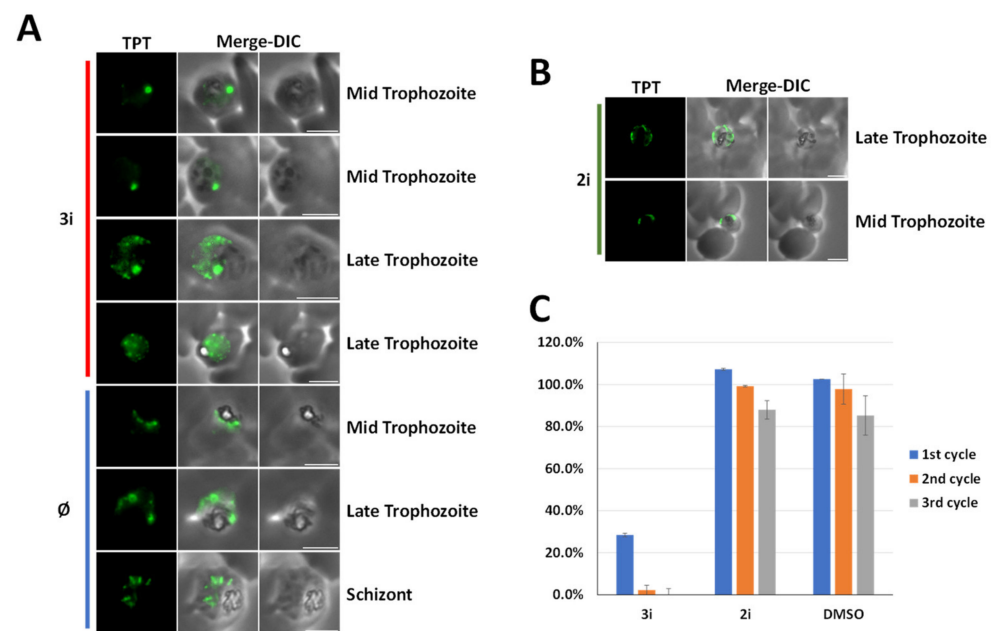 A
TPT Merge-DIC
3i
Mid Trophozoite
Mid Trophozoite
Late Trophozoite
Late Trophozoite
Ø
Mid Trophozoite
Late Trophozoite
Schizont
B
TPT Merge-DIC
2i
Late Trophozoite
Mid Trophozoite
C
120.0%
100.0%
80.0%
60.0%
40.0%
20.0%
0.0%
3i 2i DMSO
1st cycle
2nd cycle
3rd cycle